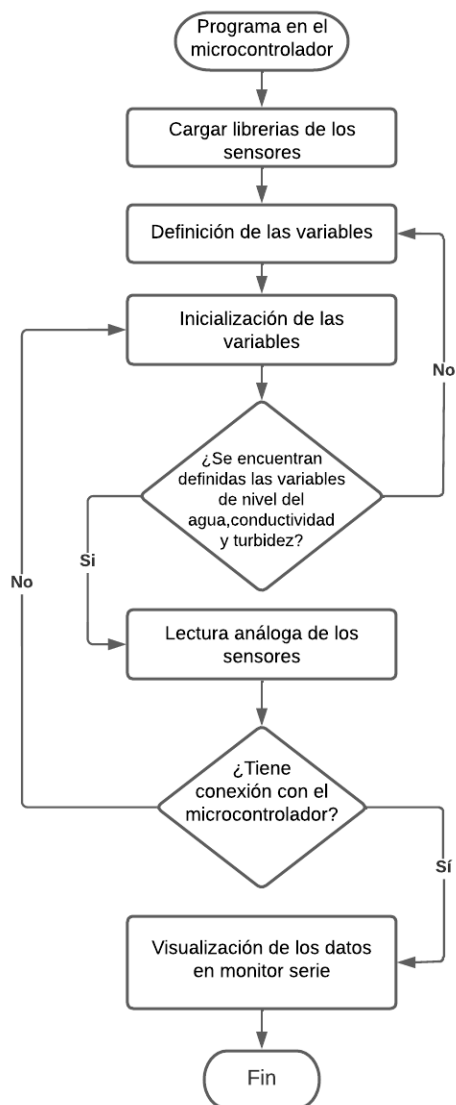 Programa en el
microcontrolador
Cargar librerias de los
sensores
Definición de las variables
Inicialización de las
variables
No
¿Se encuentran
definidas las variables
de nivel del
agua,conductividad
y turbidez?
Si
No
Lectura análoga de los
sensores
¿Tiene
conexión con el
microcontrolador?
Sí
Visualización de los datos
en monitor serie
Fin